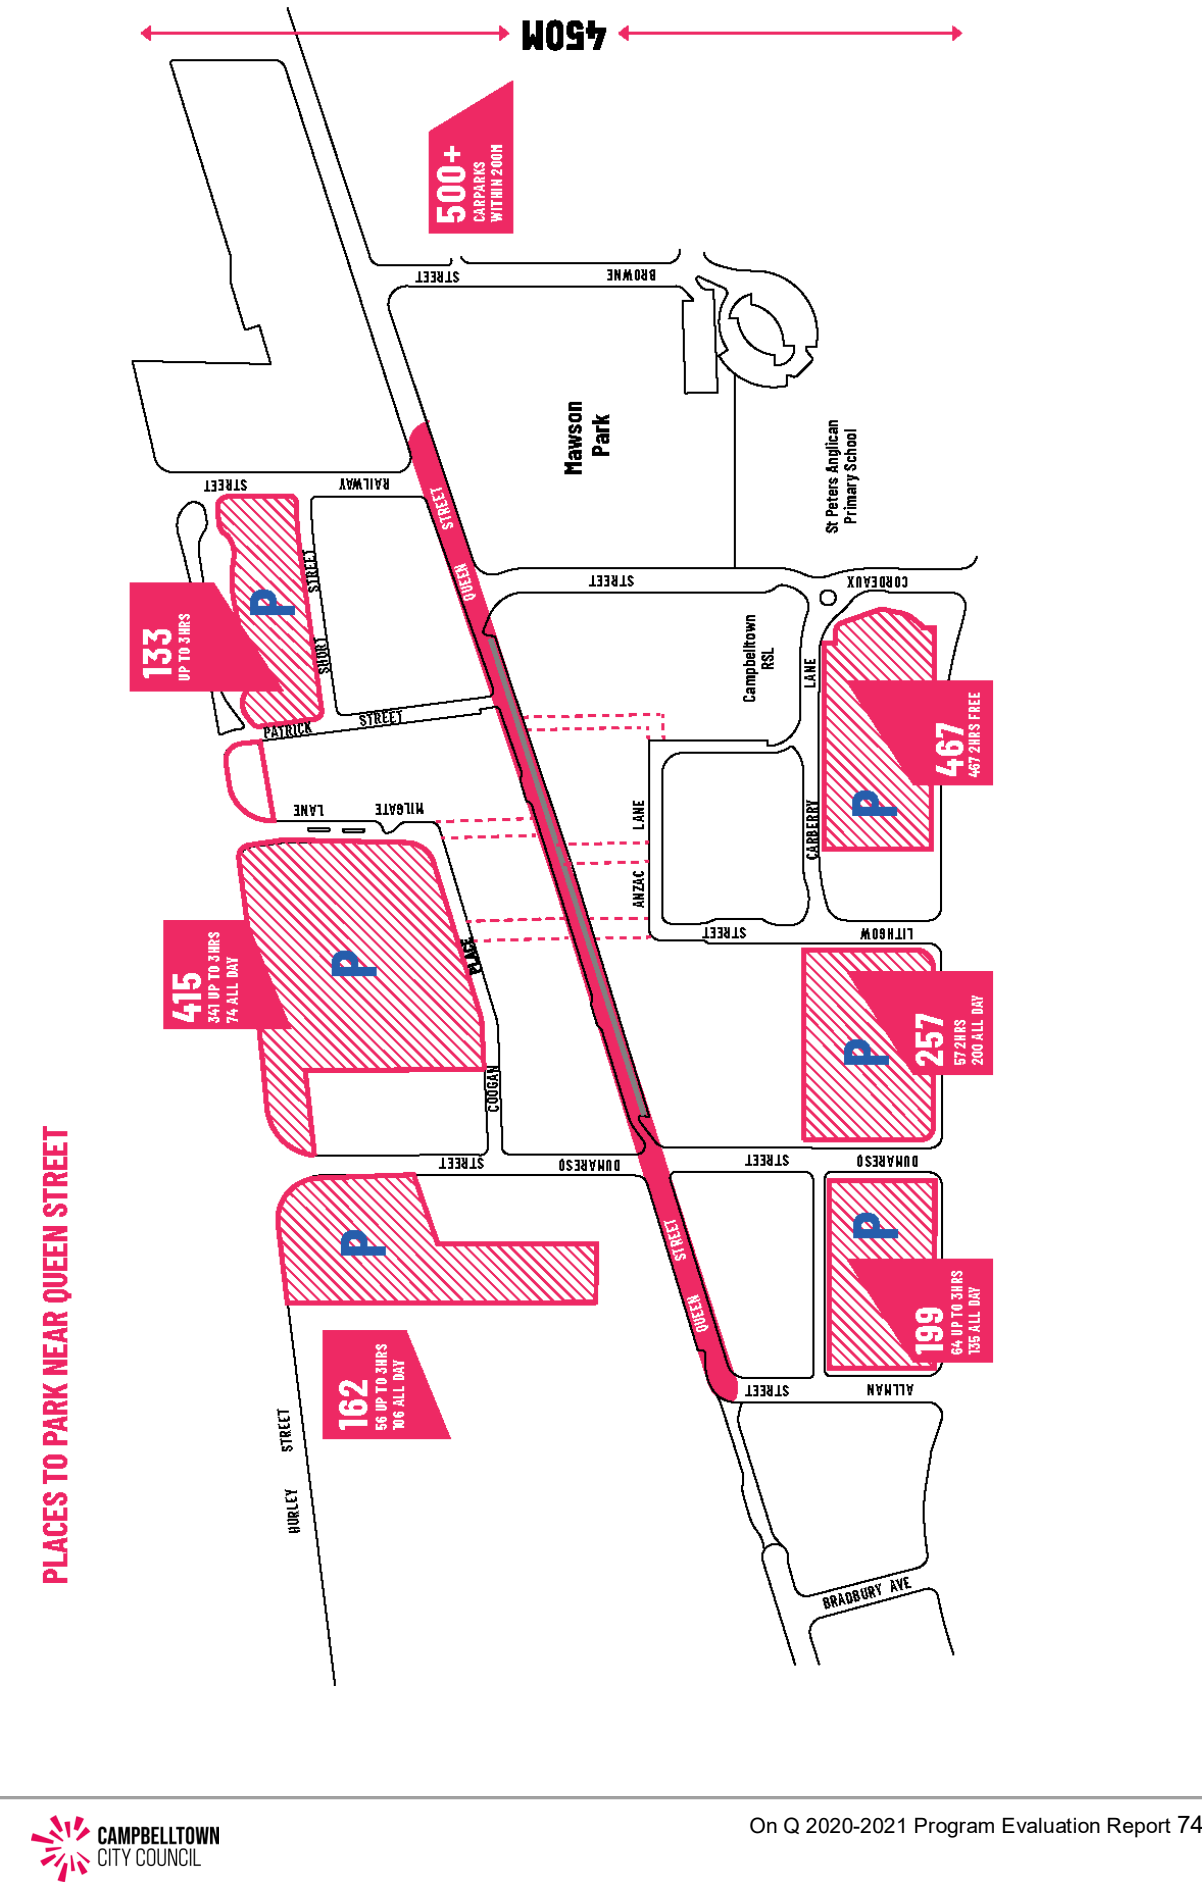 PLACES TO PARK NEAR QUEEN STREET
450M
500+
CARPARKS
WITHIN 200M
STREET
BROWNE
Mawson
Park
St Peters Anglican
Primary School
STREET
RAILWAY
QUEEN
STREET
133
UP TO 3HRS
P
SHORT
STREET
PATRICK
STREET
STREET
CORDEAUX
Campbelltown
RSL
CARBERRY
LANE
467
467 2HRS FREE
P
LANE
MILGATE
ANZAC
LANE
415
341 UP TO 3HRS
74 ALL DAY
P
COOGAN
PLACE
STREET
LITHGOW
257
57 2HRS
200 ALL DAY
P
STREET
DUMARESQ
STREET
DUMARESQ
162
56 UP TO 3HRS
106 ALL DAY
P
QUEEN
STREET
199
64 UP TO 3HRS
135 ALL DAY
P
STREET
ALLMAN
HURLEY
STREET
BRADBURY AVE
CAMPBELLTOWN
CITY COUNCIL
On Q 2020-2021 Program Evaluation Report 74